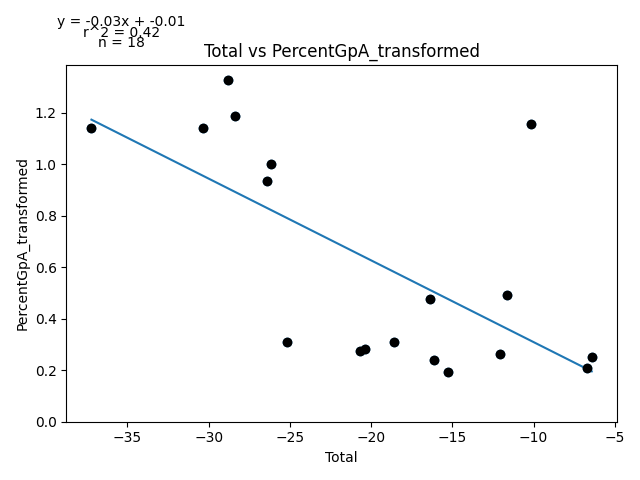 y = -0.03x + -0.01
r^2 = 0.42
n = 18
Total vs PercentGpA_transformed
PercentGpA_transformed
1.2
1.0
0.8
0.6
0.4
0.2
0.0
−35
−30
−25
−20
−15
−10
−5
Total